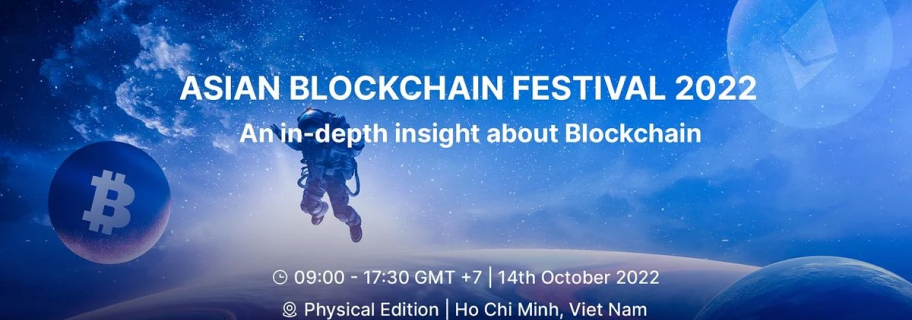 ASIAN BLOCKCHAIN FESTIVAL 2022
An in-depth insight about Blockchain
09:00 - 17:30 GMT +7 | 14th October 2022
Physical Edition | Ho Chi Minh, Viet Nam